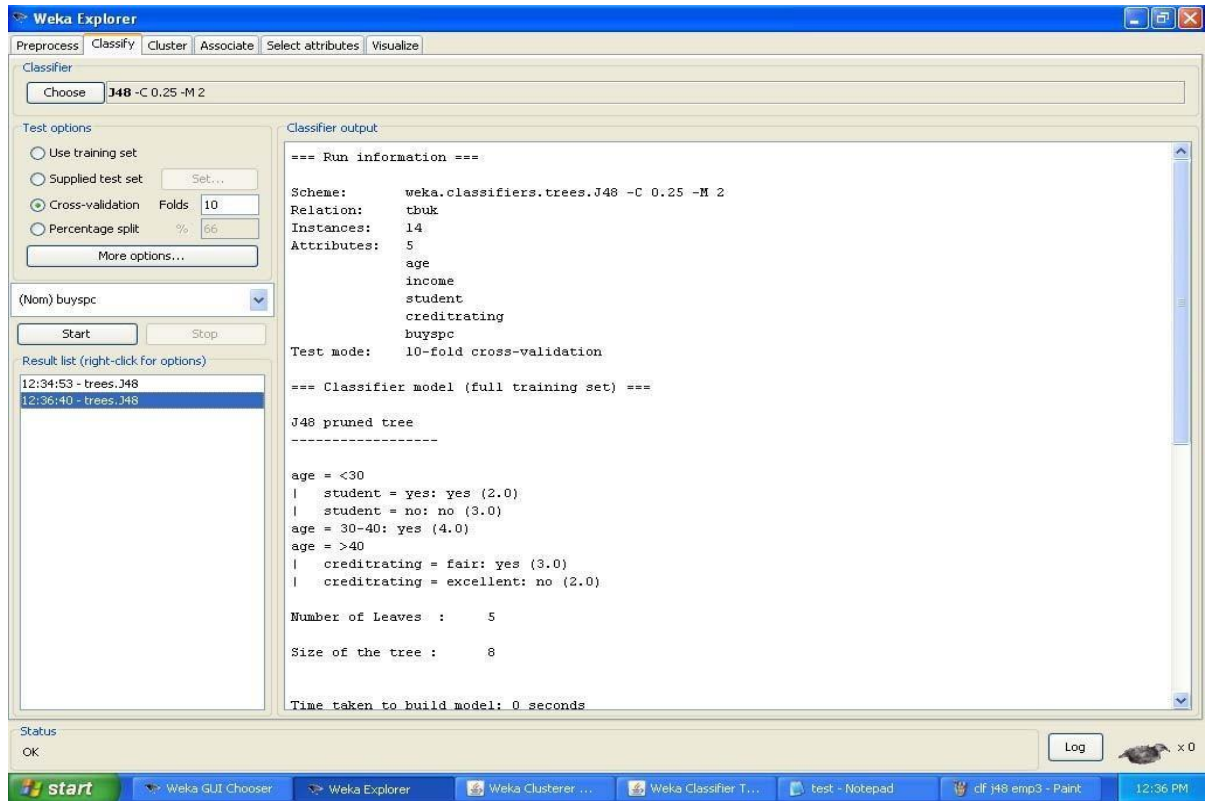 Weka Explorer
Preprocess Classify Cluster Associate Select attributes Visualize
Classifier
Choose J48 -C 0.25 -M 2
Test options
Use training set
Supplied test set Set...
Cross-validation Folds 10
Percentage split % 66
More options...
(Nom) buyspc
Start Stop
Result list (right-click for options)
12:34:53 - trees.J48
12:36:40 - trees.J48
Classifier output
=== Run information ===
Scheme: weka.classifiers.trees.J48 -C 0.25 -M 2
Relation: tbuk
Instances: 14
Attributes: 5
age
income
student
creditrating
buyspc
Test mode: 10-fold cross-validation
=== Classifier model (full training set) ===
J48 pruned tree
------------------
age = <30
| student = yes: yes (2.0)
| student = no: no (3.0)
age = 30-40: yes (4.0)
age = >40
| creditrating = fair: yes (3.0)
| creditrating = excellent: no (2.0)
Number of Leaves : 5
Size of the tree : 8
Time taken to build model: 0 seconds
Status
OK
Log x 0
start Weka GUI Chooser Weka Explorer Weka Clusterer ... Weka Classifier T... test - Notepad clf j48 emp3 - Paint 12:36 PM